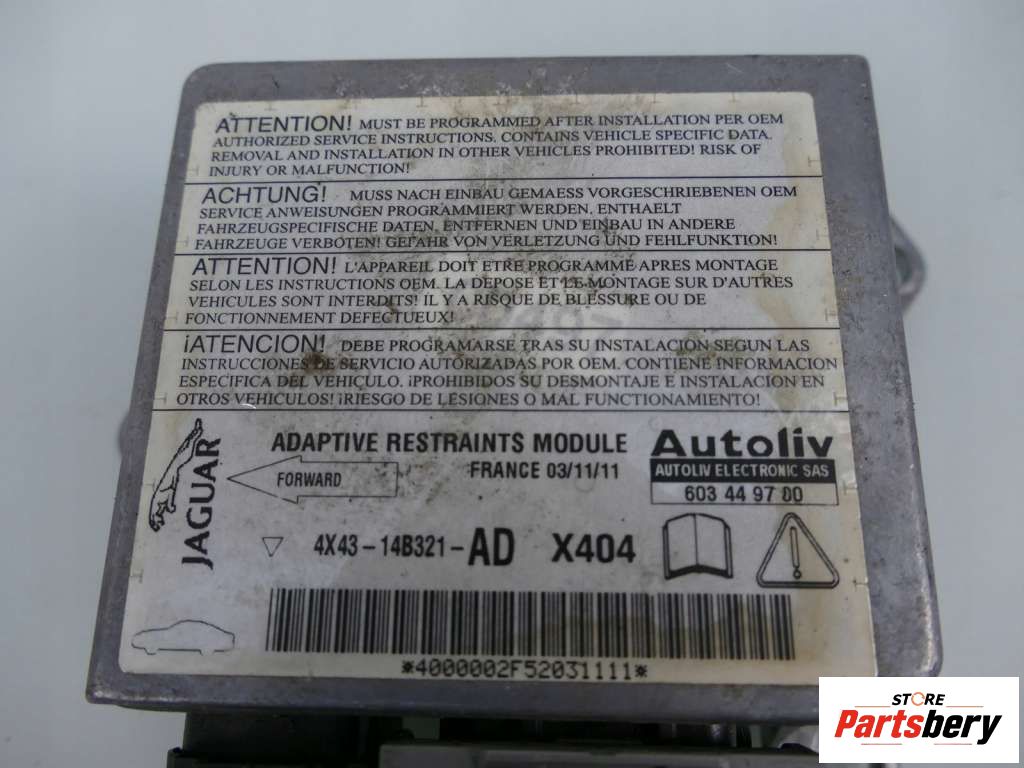 ATTENTION! MUST BE PROGRAMMED AFTER INSTALLATION PER OEM
AUTHORIZED SERVICE INSTRUCTIONS. CONTAINS VEHICLE SPECIFIC DATA.
REMOVAL AND INSTALLATION IN OTHER VEHICLES PROHIBITED! RISK OF
INJURY OR MALFUNCTION!
ACHTUNG! MUSS NACH EINBAU GEMAESS VORGESCHRIEBENEN OEM
SERVICE ANWEISUNGEN PROGRAMMIERT WERDEN. ENTHAELT
FAHRZEUGSPECIFISCHE DATEN. ENTFERNEN UND EINBAU IN ANDERE
FAHRZEUGE VERBOTEN! GEFAHR VON VERLETZUNG UND FEHLFUNKTION!
ATTENTION! L'APPAREIL DOIT ETRE PROGRAMME APRES MONTAGE
SELON LES INSTRUCTIONS OEM. LA DEPOSE ET LE MONTAGE SUR D'AUTRES
VEHICULES SONT INTERDITS! IL Y A RISQUE DE BLESSURE OU DE
FONCTIONNEMENT DEFECTUEUX!
¡ATENCION! DEBE PROGRAMARSE TRAS SU INSTALACION SEGUN LAS
INSTRUCCIONES DE SERVICIO AUTORIZADAS POR OEM. CONTIENE INFORMACION
ESPECIFICA DEL VEHICULO. ¡PROHIBIDOS SU DESMONTAJE E INSTALACION EN
OTROS VEHICULOS! ¡RIESGO DE LESIONES O MAL FUNCTIONAMIENTO!
JAGUAR
ADAPTIVE RESTRAINTS MODULE
FORWARD
FRANCE 03/11/11
Autoliv
AUTOLIV ELECTRONIC SAS
603 44 97 00
4X43-14B321-AD X404
*4000002F52031111*
STORE
Partsbery